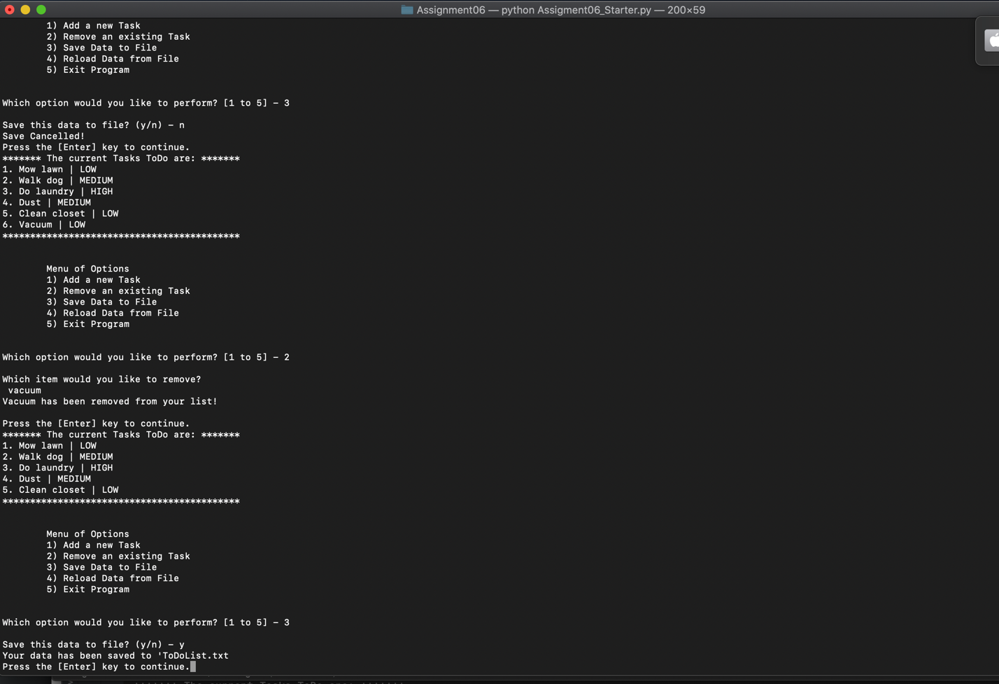 Assignment06 — python Assigment06_Starter.py — 200×59
1) Add a new Task
2) Remove an existing Task
3) Save Data to File
4) Reload Data from File
5) Exit Program
Which option would you like to perform? [1 to 5] - 3
Save this data to file? (y/n) - n
Save Cancelled!
Press the [Enter] key to continue.
******* The current Tasks ToDo are: *******
1. Mow lawn | LOW
2. Walk dog | MEDIUM
3. Do laundry | HIGH
4. Dust | MEDIUM
5. Clean closet | LOW
6. Vacuum | LOW
*******************************************
Menu of Options
1) Add a new Task
2) Remove an existing Task
3) Save Data to File
4) Reload Data from File
5) Exit Program
Which option would you like to perform? [1 to 5] - 2
Which item would you like to remove?
vacuum
Vacuum has been removed from your list!
Press the [Enter] key to continue.
******* The current Tasks ToDo are: *******
1. Mow lawn | LOW
2. Walk dog | MEDIUM
3. Do laundry | HIGH
4. Dust | MEDIUM
5. Clean closet | LOW
*******************************************
Menu of Options
1) Add a new Task
2) Remove an existing Task
3) Save Data to File
4) Reload Data from File
5) Exit Program
Which option would you like to perform? [1 to 5] - 3
Save this data to file? (y/n) - y
Your data has been saved to 'ToDoList.txt
Press the [Enter] key to continue.